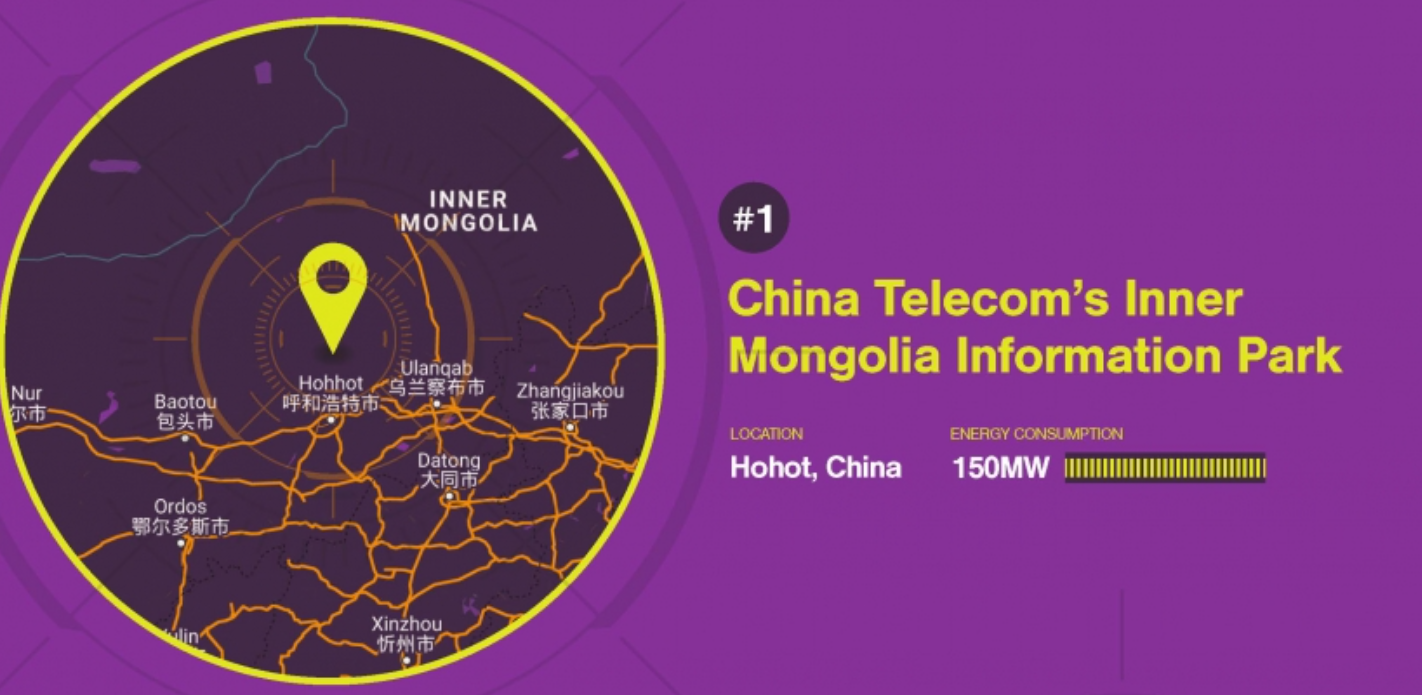 INNER
MONGOLIA
Ulanqab
乌兰察布市
Hohhot
呼和浩特市
Zhangjiakou
张家口市
Nur
尔市
Baotou
包头市
Datong
大同市
Ordos
鄂尔多斯市
Xinzhou
忻州市
ulin
#1
China Telecom’s Inner
Mongolia Information Park
LOCATION
Hohot, China
ENERGY CONSUMPTION
150MW